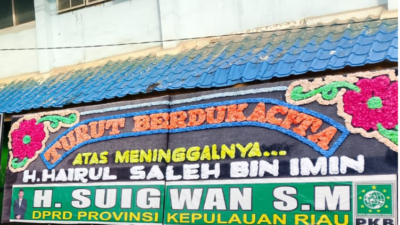 TURUT BERDUKACITA
ATAS MENINGGALNYA...
H. HAIRUL SALEH BIN IMIN
H. SUIGWAN S.M
DPRD PROVINSI KEPULAUAN RIAU
PKB